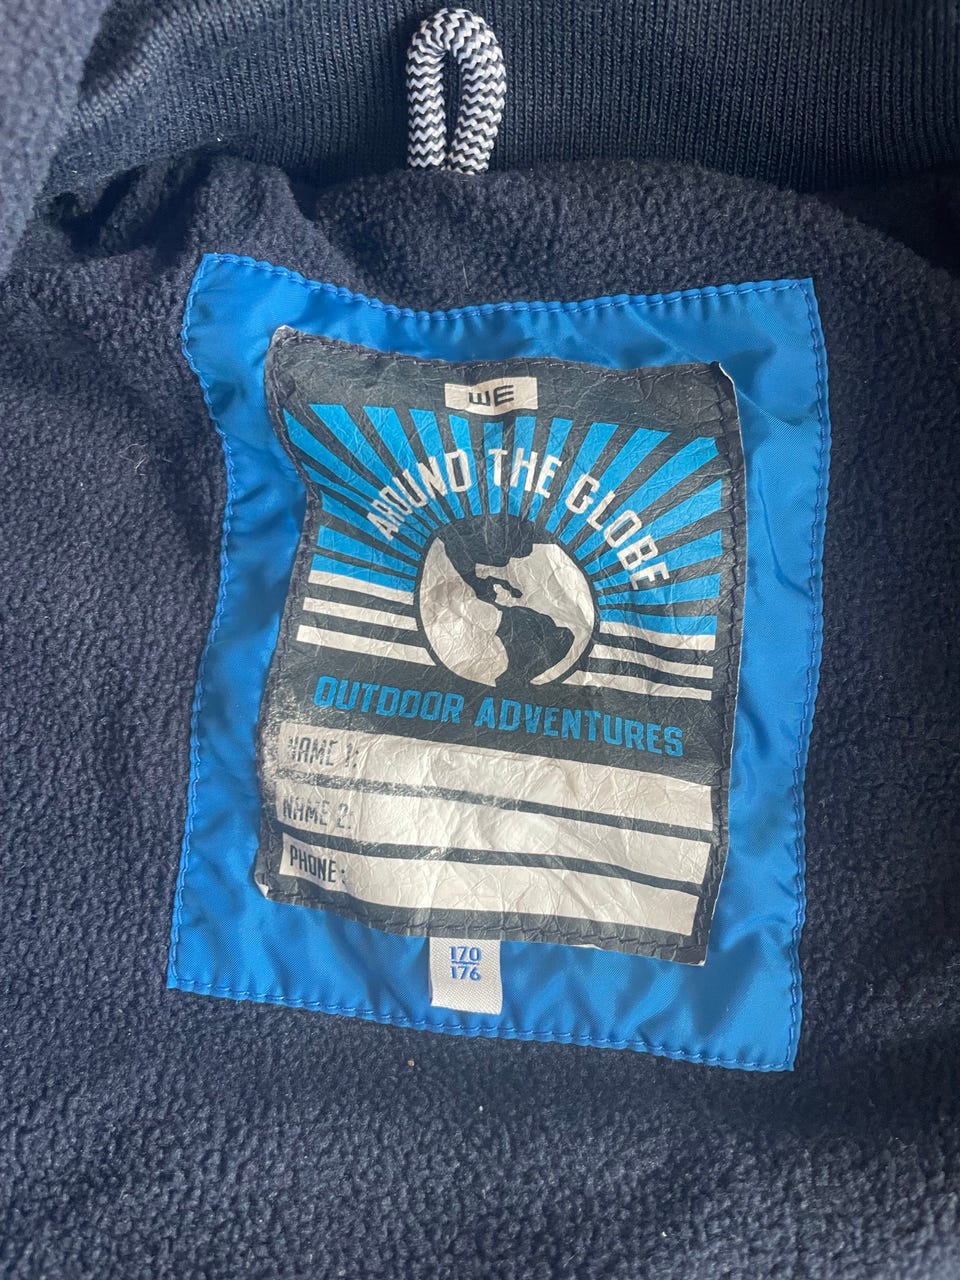 WE
AROUND THE GLOBE
OUTDOOR ADVENTURES
NAME 1:
NAME 2:
PHONE:
170
176